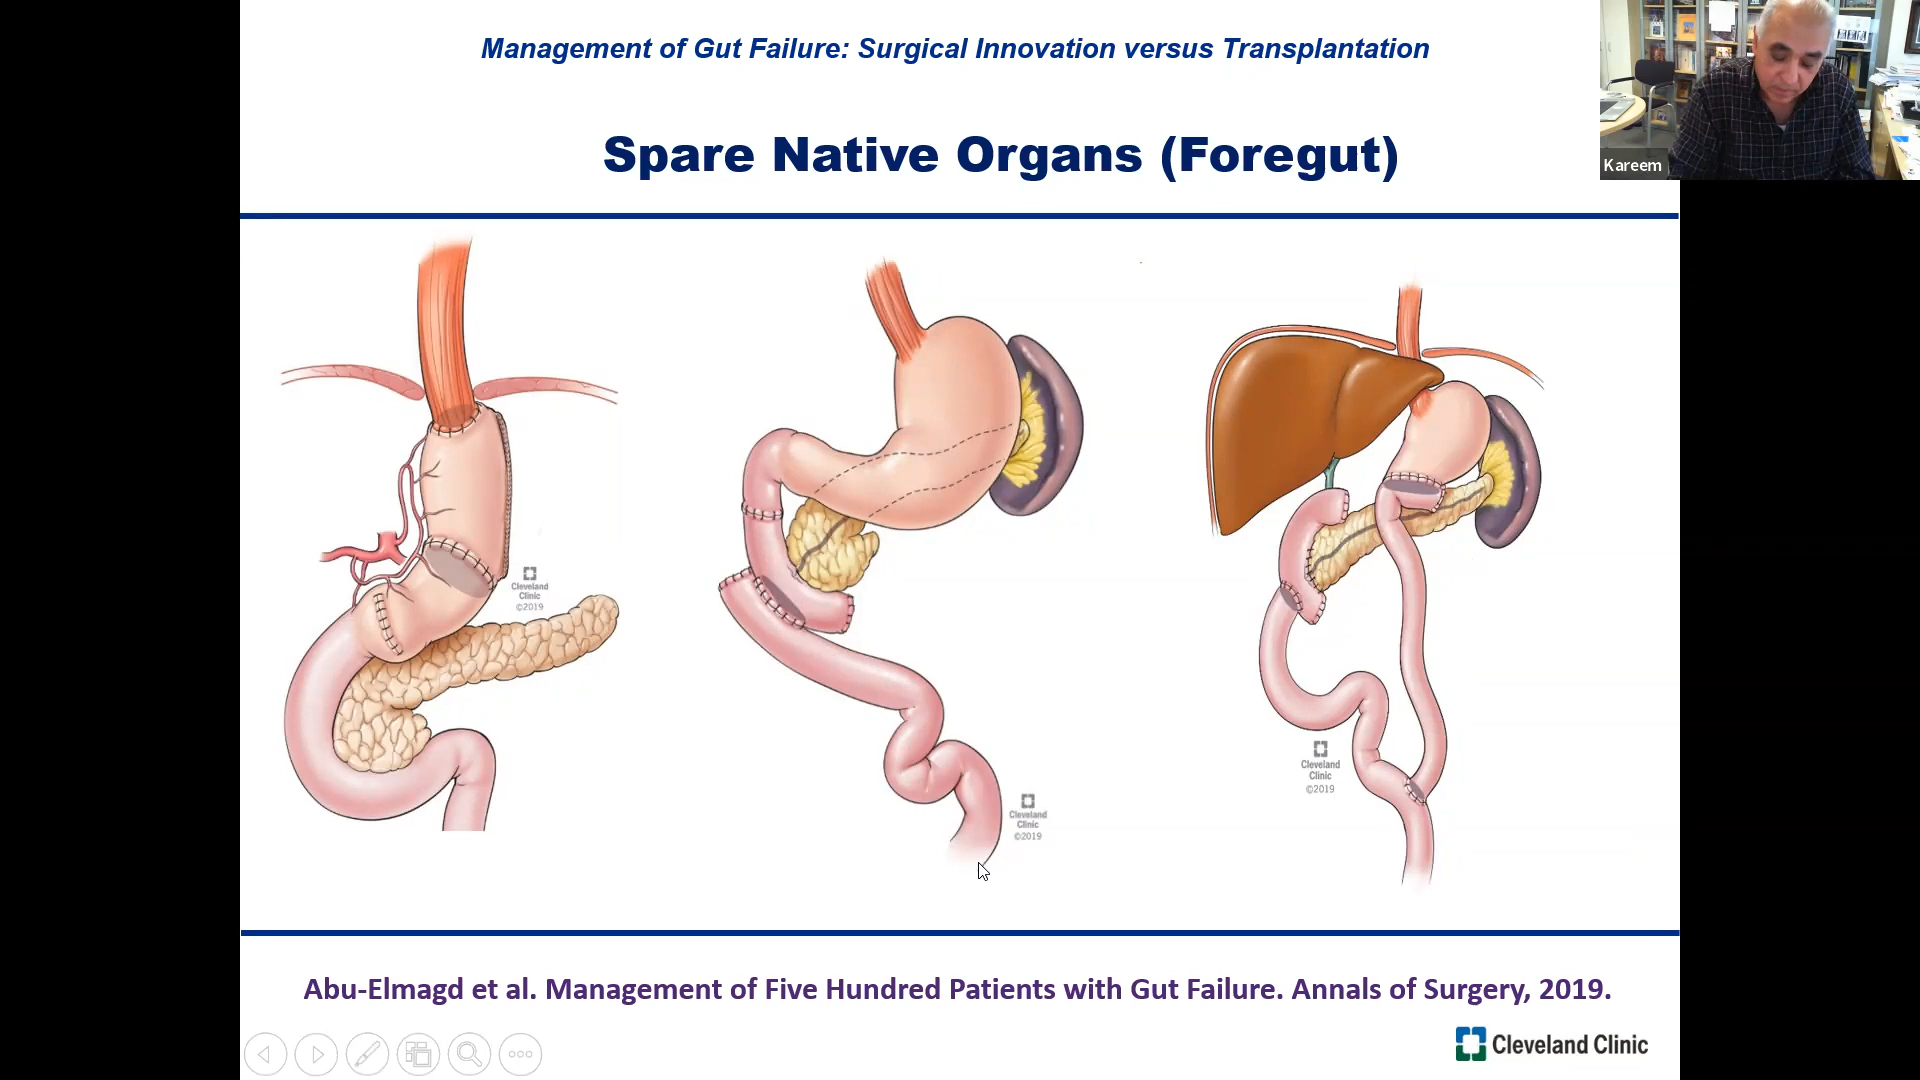 Management of Gut Failure: Surgical Innovation versus Transplantation
Kareem
Spare Native Organs (Foregut)
Cleveland
Clinic
©2019
Cleveland
Clinic
©2019
Cleveland
Clinic
©2019
Abu-Elmagd et al. Management of Five Hundred Patients with Gut Failure. Annals of Surgery, 2019.
Cleveland Clinic